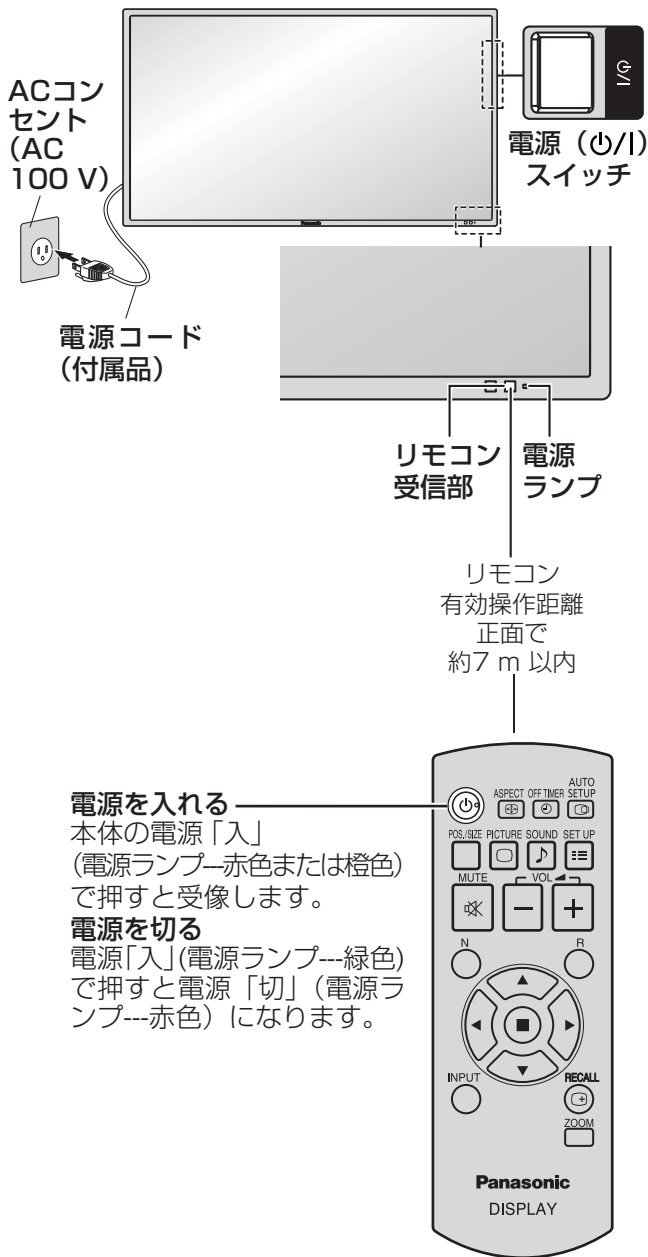 ACコン
セント
(AC
100 V)
電源（⏻/I）
スイッチ
⏻/I
Panasonic
電源コード
（付属品）
リモコン
受信部
電源
ランプ
リモコン
有効操作距離
正面で
約7 m 以内
電源を入れる
本体の電源「入」
（電源ランプ---赤色または橙色）
で押すと受像します。
電源を切る
電源「入」(電源ランプ---緑色)
で押すと電源「切」（電源ラ
ンプ---赤色）になります。
AUTO
ASPECT OFF TIMER SETUP
POS./SIZE PICTURE SOUND SET UP
MUTE VOL
N R
INPUT RECALL
ZOOM
Panasonic
DISPLAY